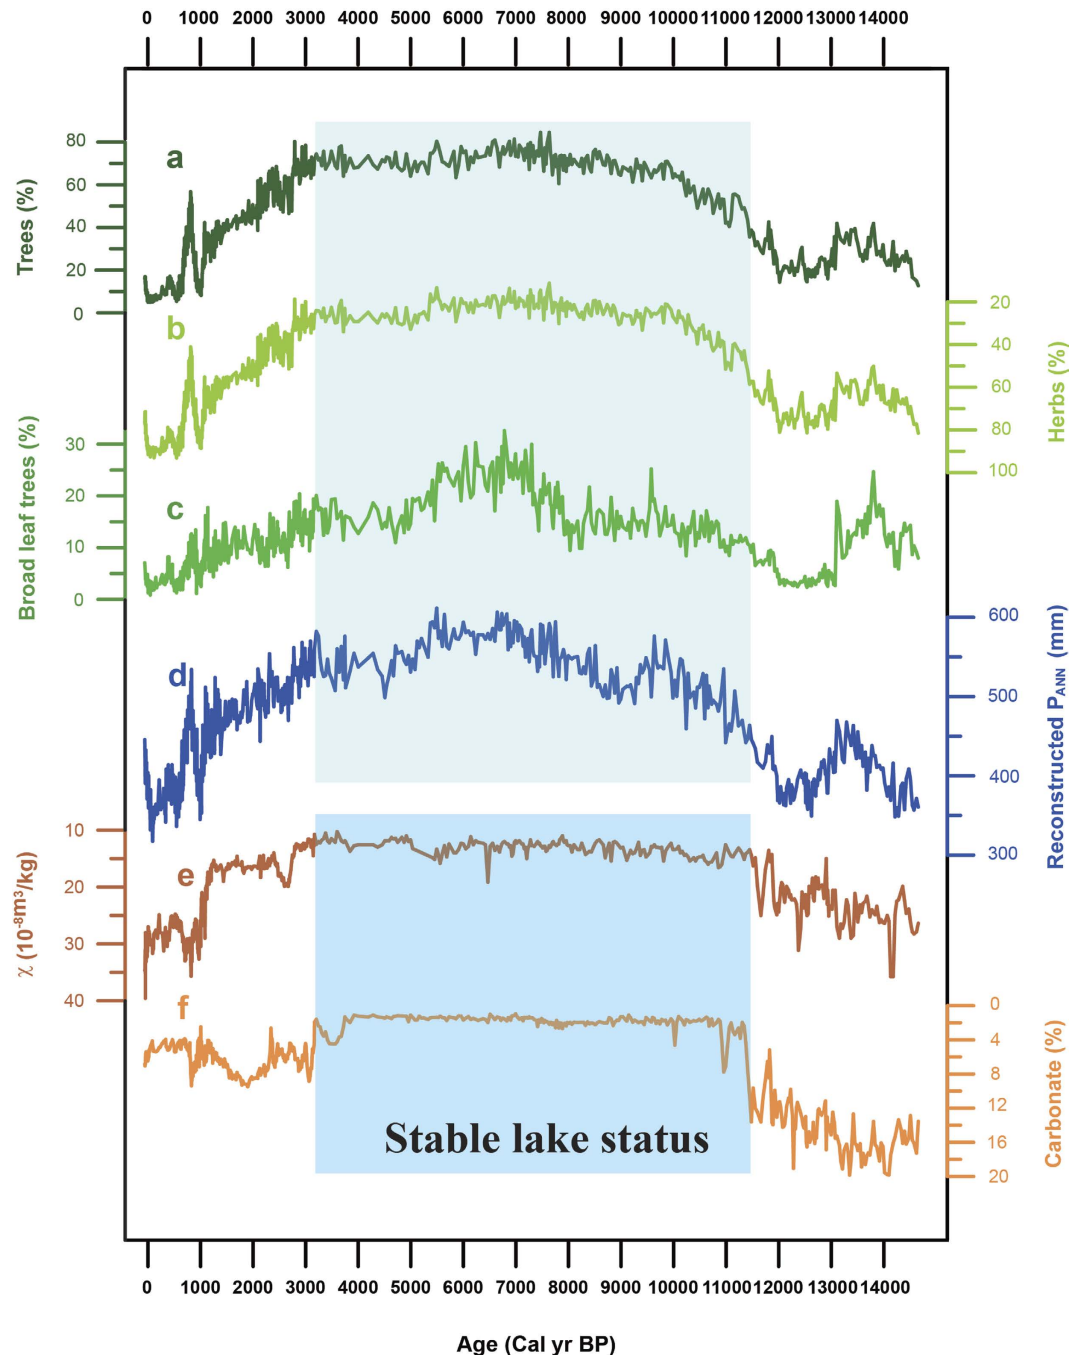 0 1000 2000 3000 4000 5000 6000 7000 8000 9000 10000 11000 12000 13000 14000
a
80
60
40
20
0
Trees (%)
b
20
40
60
80
100
Herbs (%)
c
30
20
10
0
Broad leaf trees (%)
d
600
500
400
300
Reconstructed PANN (mm)
e
10
20
30
40
χ (10⁻⁸m³/kg)
f
0
4
8
12
16
20
Carbonate (%)
Stable lake status
0 1000 2000 3000 4000 5000 6000 7000 8000 9000 10000 11000 12000 13000 14000
Age (Cal yr BP)